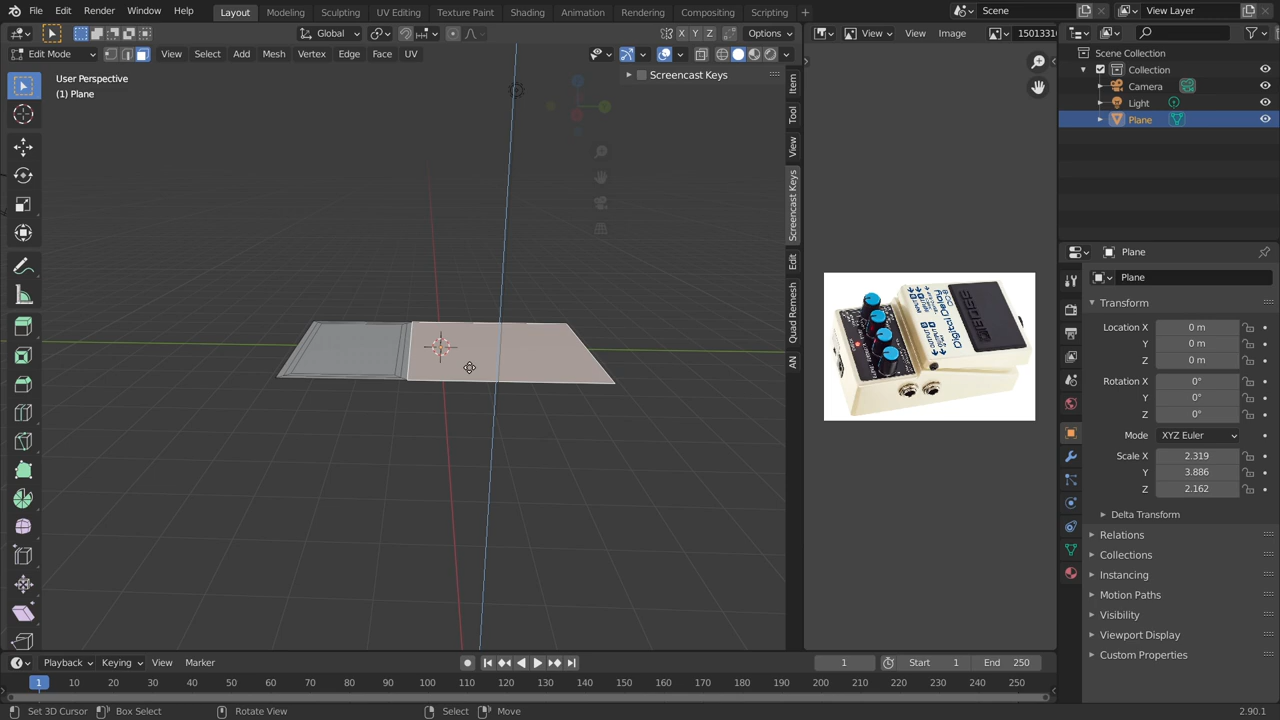 File Edit Render Window Help Layout Modeling Sculpting UV Editing Texture Paint Shading Animation Rendering Compositing Scripting + Scene View Layer
Global X Y Z Options View Image 15013310
Edit Mode View Select Add Mesh Vertex Edge Face UV
User Perspective
(1) Plane
Screencast Keys
Item
Tool
View
Screencast Keys
Edit
Quad Remesh
AN
Digital Delay
BOSS
Scene Collection
Collection
Camera
Light
Plane
Plane
Plane
Transform
Location X 0 m
Y 0 m
Z 0 m
Rotation X 0°
Y 0°
Z 0°
Mode XYZ Euler
Scale X 2.319
Y 3.886
Z 2.162
Delta Transform
Relations
Collections
Instancing
Motion Paths
Visibility
Viewport Display
Custom Properties
Playback Keying View Marker 1 Start 1 End 250
1 10 20 30 40 50 60 70 80 90 100 110 120 130 140 150 160 170 180 190 200 210 220 230 240 250
Set 3D Cursor Box Select Rotate View Select Move 2.90.1